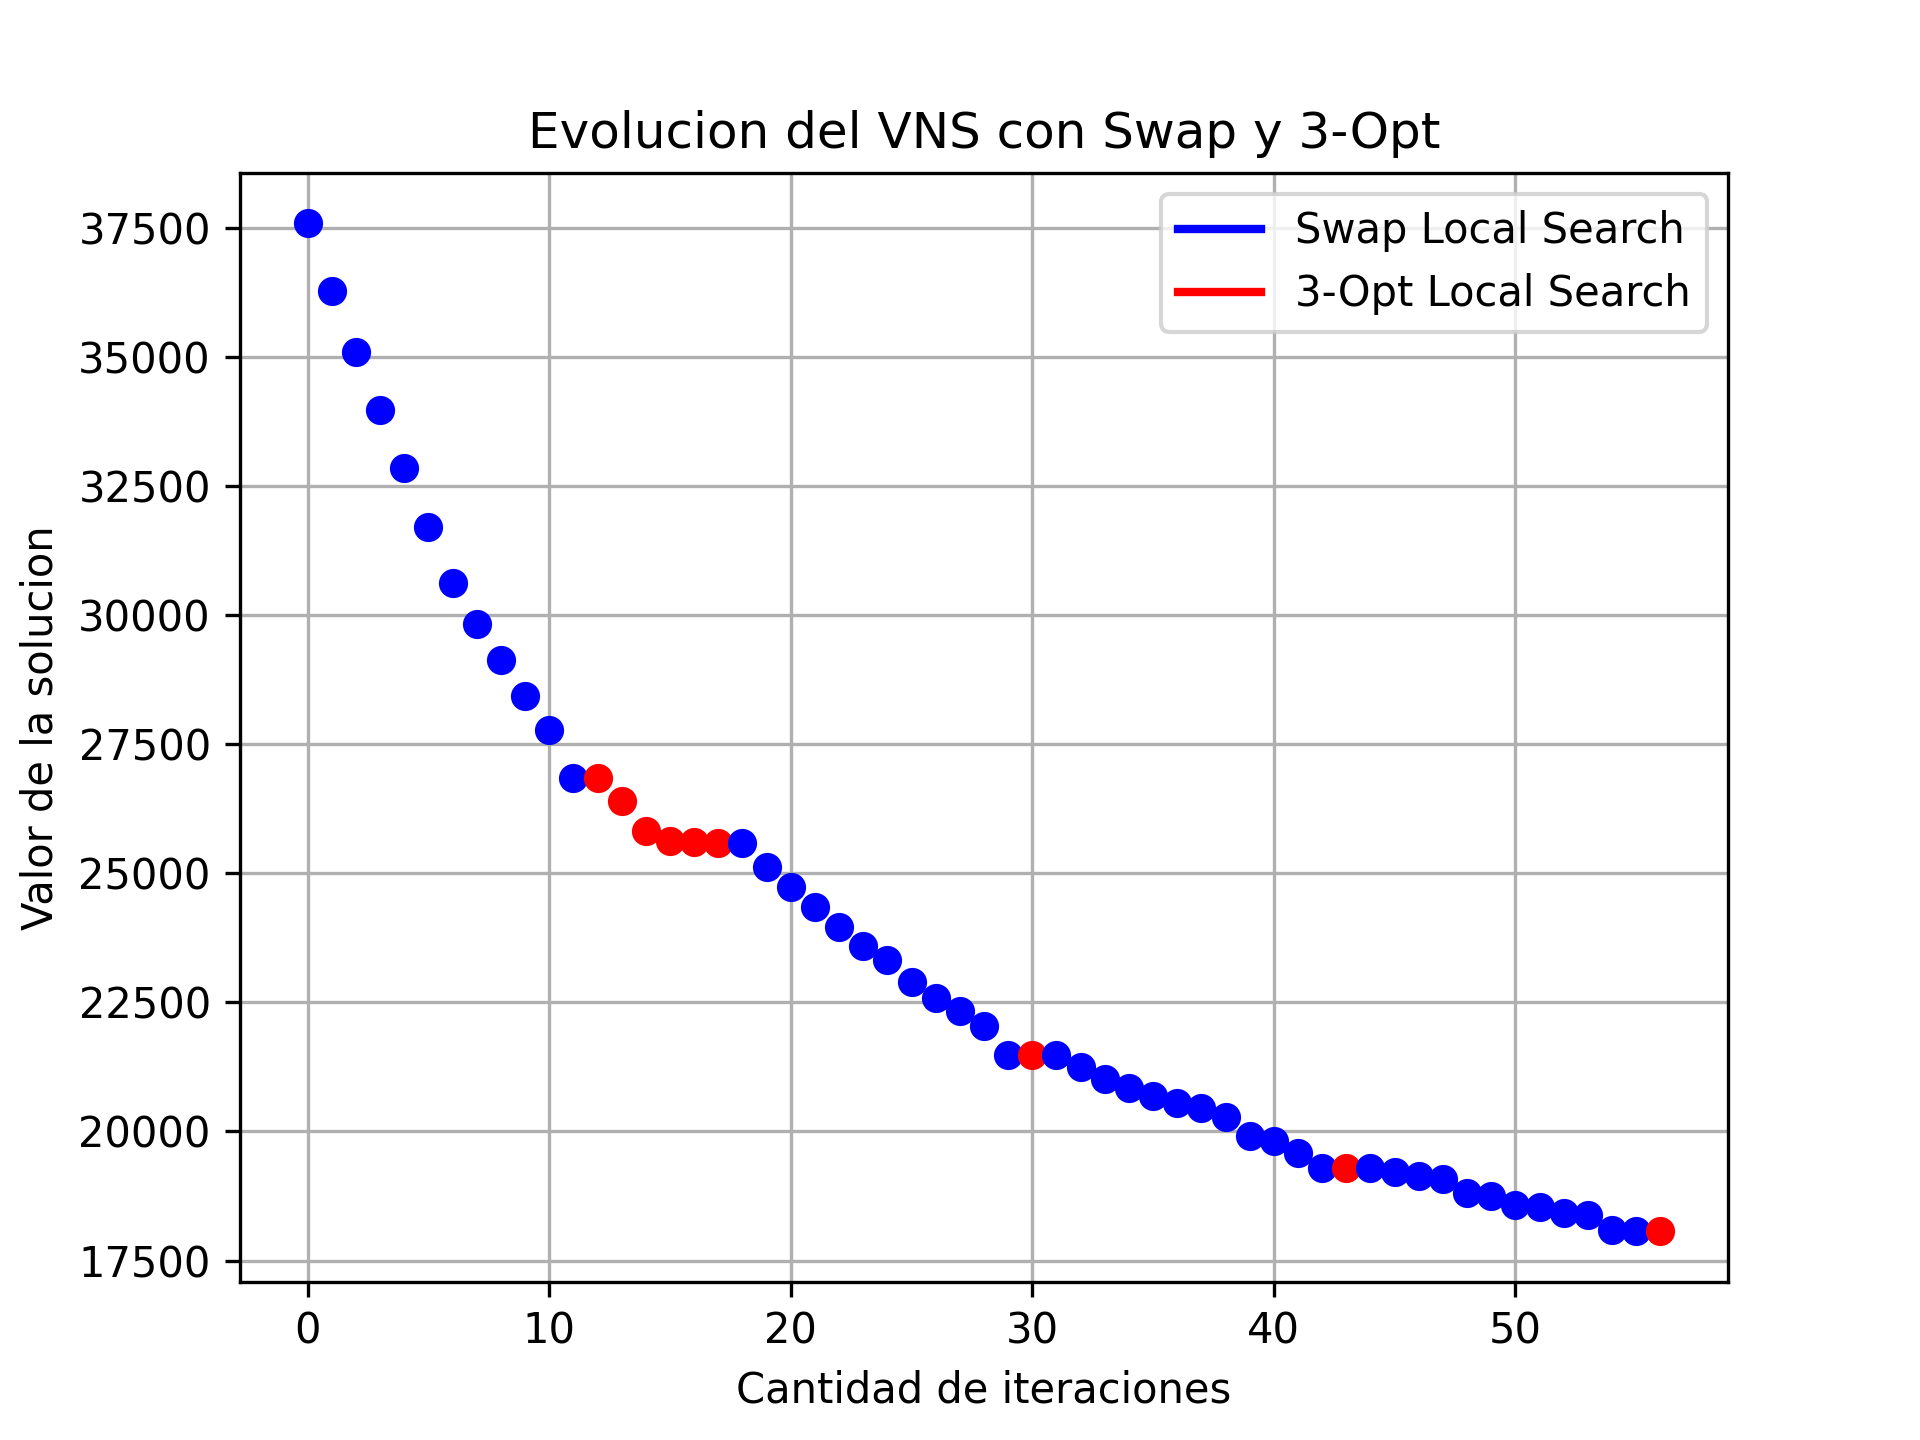 Evolucion del VNS con Swap y 3-Opt
Swap Local Search
3-Opt Local Search
Valor de la solucion
37500
35000
32500
30000
27500
25000
22500
20000
17500
0 10 20 30 40 50
Cantidad de iteraciones